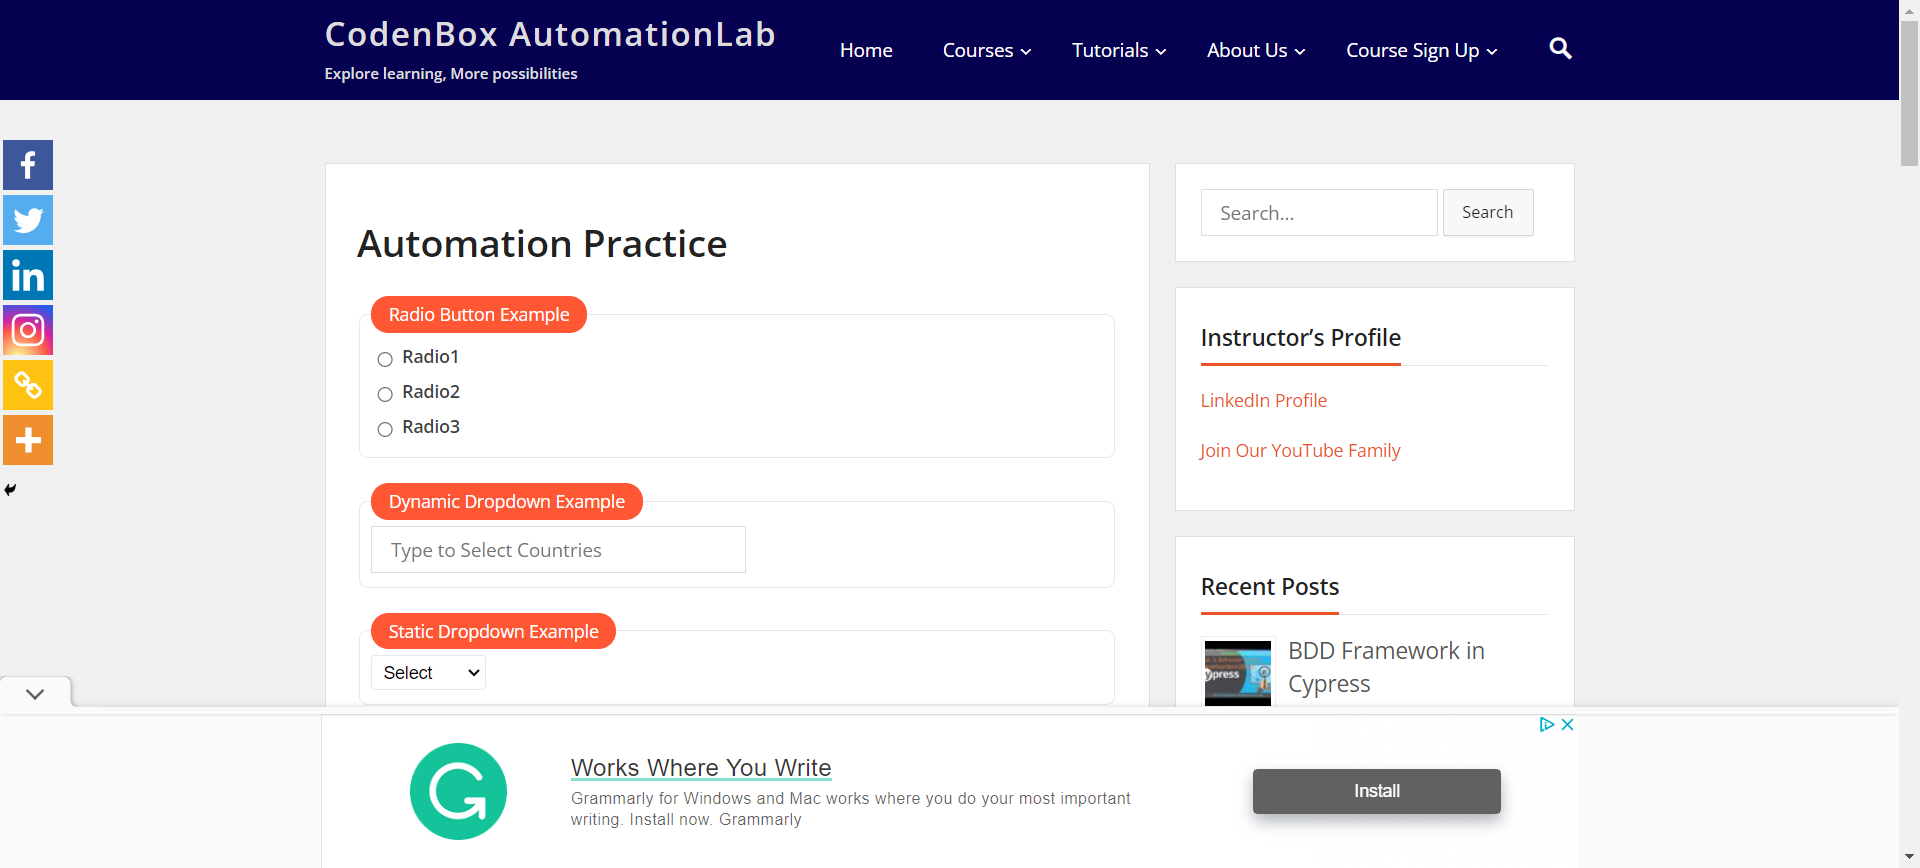 CodenBox AutomationLab
Explore learning, More possibilities
Home
Courses
Tutorials
About Us
Course Sign Up
Automation Practice
Radio Button Example
Radio1
Radio2
Radio3
Dynamic Dropdown Example
Type to Select Countries
Static Dropdown Example
Select
Search...
Search
Instructor’s Profile
LinkedIn Profile
Join Our YouTube Family
Recent Posts
BDD Framework in
Cypress
Works Where You Write
Grammarly for Windows and Mac works where you do your most important
writing. Install now. Grammarly
Install